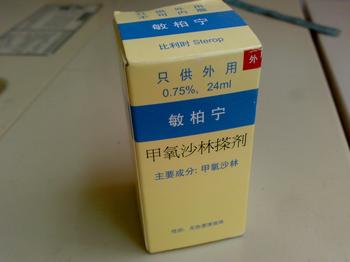 敏柏宁
比利时 Sterop
只供外用
外
0.75%, 24ml
敏柏宁
甲氧沙林搽剂
主要成分: 甲氧沙林